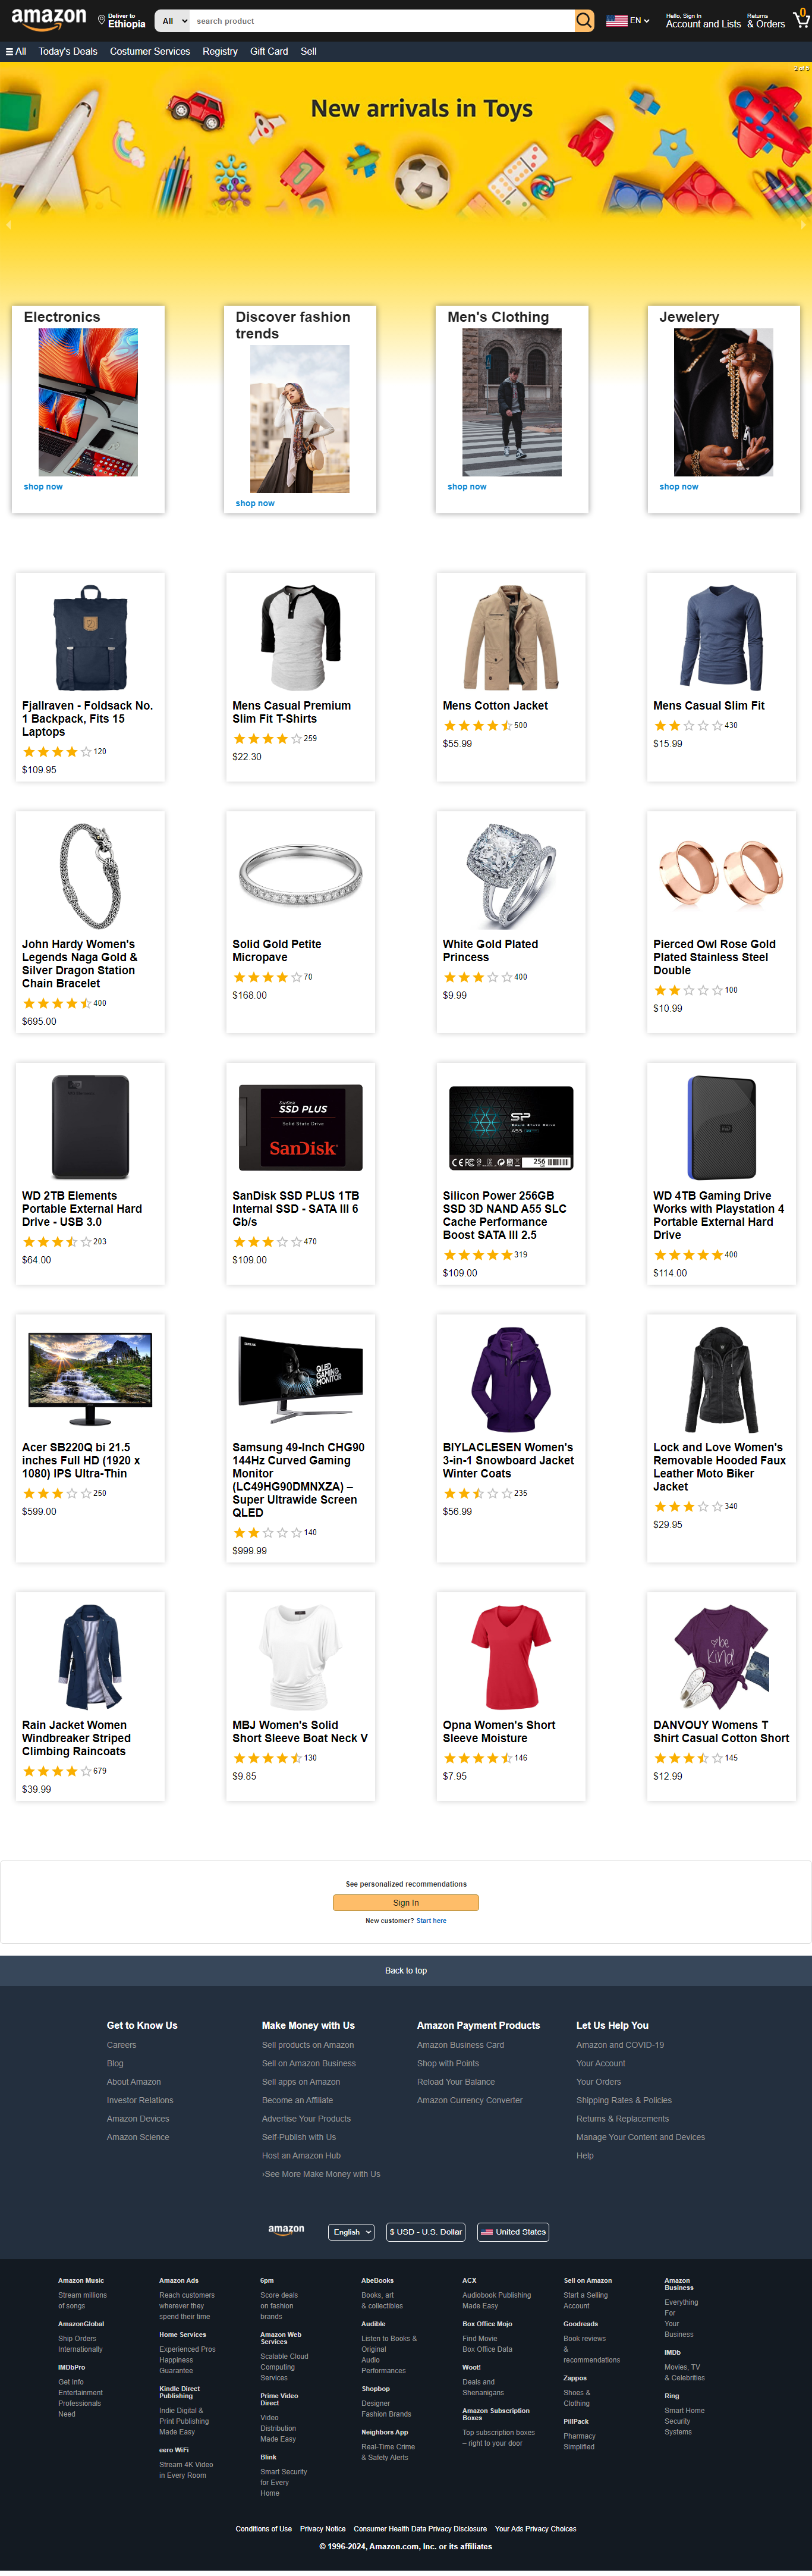 amazon
Deliver to
Ethiopia
All
search product
EN
Hello, Sign In
Account and Lists
Returns
& Orders
0
All
Today's Deals
Costumer Services
Registry
Gift Card
Sell
New arrivals in Toys
Electronics
shop now
Discover fashion
trends
shop now
Men's Clothing
shop now
Jewelery
shop now
Fjallraven - Foldsack No.
1 Backpack, Fits 15
Laptops
120
$109.95
Mens Casual Premium
Slim Fit T-Shirts
259
$22.30
Mens Cotton Jacket
500
$55.99
Mens Casual Slim Fit
430
$15.99
John Hardy Women's
Legends Naga Gold &
Silver Dragon Station
Chain Bracelet
400
$695.00
Solid Gold Petite
Micropave
70
$168.00
White Gold Plated
Princess
400
$9.99
Pierced Owl Rose Gold
Plated Stainless Steel
Double
100
$10.99
WD 2TB Elements
Portable External Hard
Drive - USB 3.0
203
$64.00
SanDisk
SSD PLUS
Solid State Drive
SanDisk
SanDisk SSD PLUS 1TB
Internal SSD - SATA III 6
Gb/s
470
$109.00
SP
256
Silicon Power 256GB
SSD 3D NAND A55 SLC
Cache Performance
Boost SATA III 2.5
319
$109.00
WD
WD 4TB Gaming Drive
Works with Playstation 4
Portable External Hard
Drive
400
$114.00
Acer SB220Q bi 21.5
inches Full HD (1920 x
1080) IPS Ultra-Thin
250
$599.00
QLED
GAMING
MONITOR
Samsung 49-Inch CHG90
144Hz Curved Gaming
Monitor
(LC49HG90DMNXZA) –
Super Ultrawide Screen
QLED
140
$999.99
BIYLACLESEN Women's
3-in-1 Snowboard Jacket
Winter Coats
235
$56.99
Lock and Love Women's
Removable Hooded Faux
Leather Moto Biker
Jacket
340
$29.95
Rain Jacket Women
Windbreaker Striped
Climbing Raincoats
679
$39.99
MBJ Women's Solid
Short Sleeve Boat Neck V
130
$9.85
Opna Women's Short
Sleeve Moisture
146
$7.95
be
kind
DANVOUY Womens T
Shirt Casual Cotton Short
145
$12.99
See personalized recommendations
Sign In
New customer? Start here
Back to top
Get to Know Us
Careers
Blog
About Amazon
Investor Relations
Amazon Devices
Amazon Science
Make Money with Us
Sell products on Amazon
Sell on Amazon Business
Sell apps on Amazon
Become an Affiliate
Advertise Your Products
Self-Publish with Us
Host an Amazon Hub
›See More Make Money with Us
Amazon Payment Products
Amazon Business Card
Shop with Points
Reload Your Balance
Amazon Currency Converter
Let Us Help You
Amazon and COVID-19
Your Account
Your Orders
Shipping Rates & Policies
Returns & Replacements
Manage Your Content and Devices
Help
amazon
English
$ USD - U.S. Dollar
United States
Amazon Music
Stream millions
of songs
AmazonGlobal
Ship Orders
Internationally
IMDbPro
Get Info
Entertainment
Professionals
Need
Amazon Ads
Reach customers
wherever they
spend their time
Home Services
Experienced Pros
Happiness
Guarantee
Kindle Direct
Publishing
Indie Digital &
Print Publishing
Made Easy
eero WiFi
Stream 4K Video
in Every Room
6pm
Score deals
on fashion
brands
Amazon Web
Services
Scalable Cloud
Computing
Services
Prime Video
Direct
Video
Distribution
Made Easy
Blink
Smart Security
for Every
Home
AbeBooks
Books, art
& collectibles
Audible
Listen to Books &
Original
Audio
Performances
Shopbop
Designer
Fashion Brands
Neighbors App
Real-Time Crime
& Safety Alerts
ACX
Audiobook Publishing
Made Easy
Box Office Mojo
Find Movie
Box Office Data
Woot!
Deals and
Shenanigans
Amazon Subscription
Boxes
Top subscription boxes
– right to your door
Sell on Amazon
Start a Selling
Account
Goodreads
Book reviews
&
recommendations
Zappos
Shoes &
Clothing
PillPack
Pharmacy
Simplified
Amazon
Business
Everything
For
Your
Business
IMDb
Movies, TV
& Celebrities
Ring
Smart Home
Security
Systems
Conditions of Use
Privacy Notice
Consumer Health Data Privacy Disclosure
Your Ads Privacy Choices
© 1996-2024, Amazon.com, Inc. or its affiliates